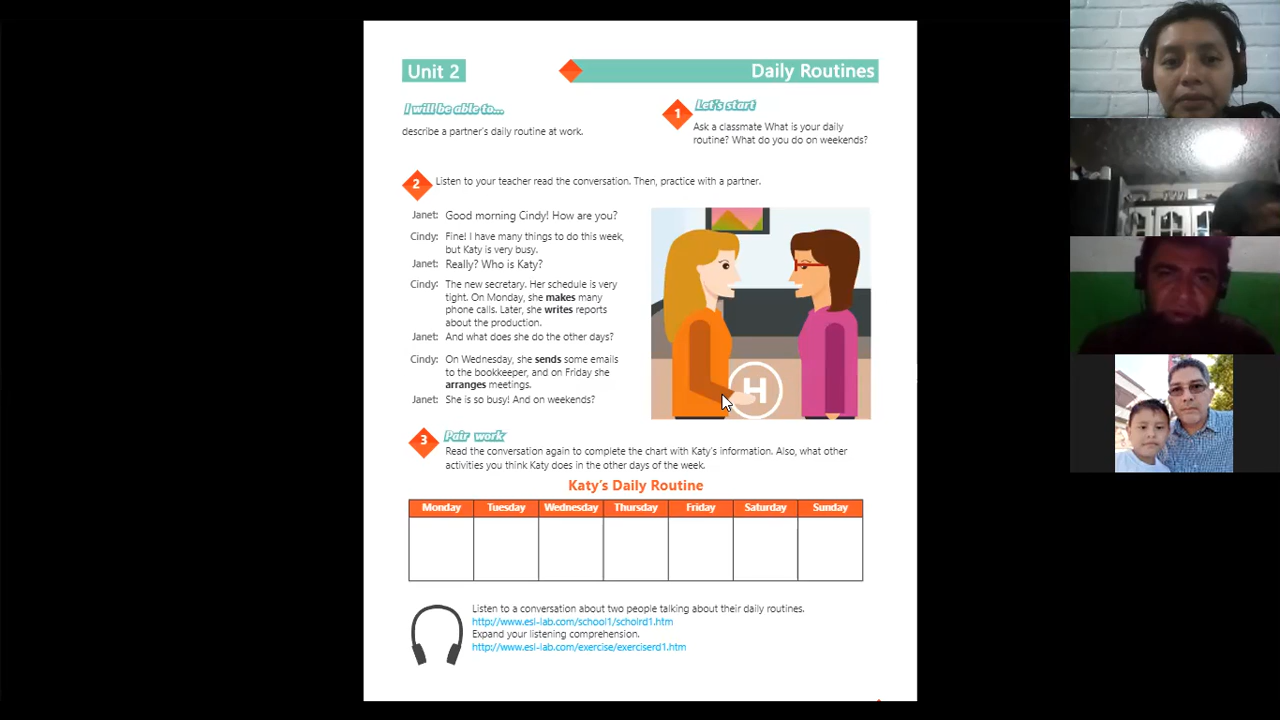 Unit 2
Daily Routines
I will be able to...
describe a partner's daily routine at work.
1
Let's start
Ask a classmate What is your daily
routine? What do you do on weekends?
2
Listen to your teacher read the conversation. Then, practice with a partner.
Janet: Good morning Cindy! How are you?
Cindy: Fine! I have many things to do this week,
but Katy is very busy.
Janet: Really? Who is Katy?
Cindy: The new secretary. Her schedule is very
tight. On Monday, she makes many
phone calls. Later, she writes reports
about the production.
Janet: And what does she do the other days?
Cindy: On Wednesday, she sends some emails
to the bookkeeper, and on Friday she
arranges meetings.
Janet: She is so busy! And on weekends?
H
3
Pair work
Read the conversation again to complete the chart with Katy's information. Also, what other
activities you think Katy does in the other days of the week.
Katy's Daily Routine
Monday Tuesday Wednesday Thursday Friday Saturday Sunday
Listen to a conversation about two people talking about their daily routines.
http://www.esl-lab.com/school1/schoolrd1.htm
Expand your listening comprehension.
http://www.esl-lab.com/exercise/exerciserd1.htm